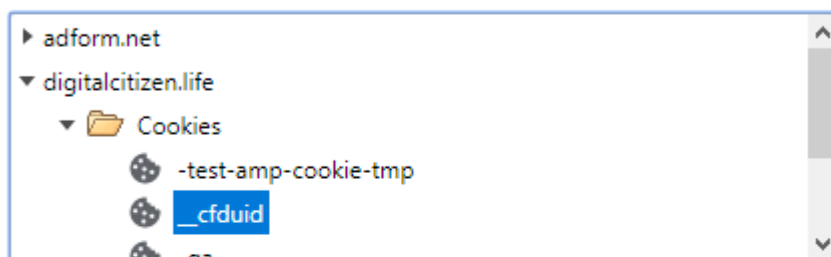 adform.net
digitalcitizen.life
Cookies
-test-amp-cookie-tmp
__cfduid